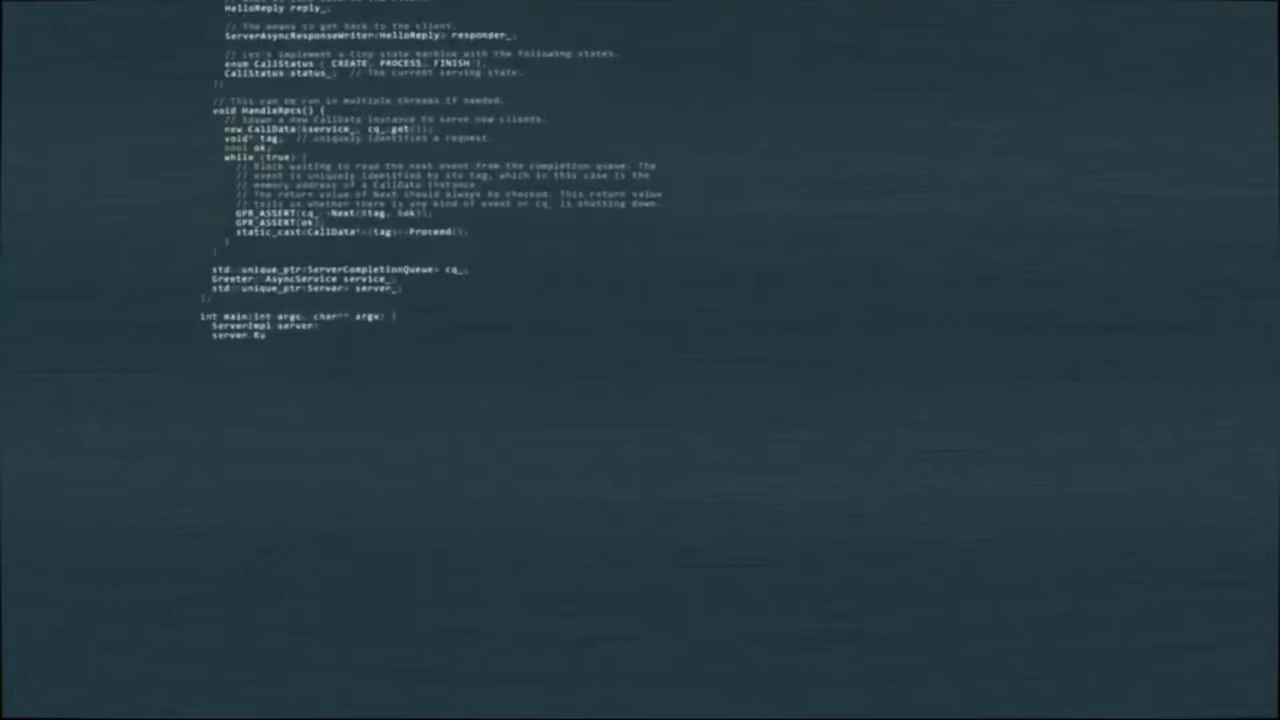 HelloReply reply_;
// The means to get back to the client.
ServerAsyncResponseWriter<HelloReply> responder_;
// Let's implement a tiny state machine with the following states.
enum CallStatus { CREATE, PROCESS, FINISH };
CallStatus status_; // The current serving state.
};
// This can be run in multiple threads if needed.
void HandleRpcs() {
// Spawn a new CallData instance to serve new clients.
new CallData(&service_, cq_.get());
void* tag; // uniquely identifies a request.
bool ok;
while (true) {
// Block waiting to read the next event from the completion queue. The
// event is uniquely identified by its tag, which in this case is the
// memory address of a CallData instance.
// The return value of Next should always be checked. This return value
// tells us whether there is any kind of event or cq_ is shutting down.
GPR_ASSERT(cq_->Next(&tag, &ok));
GPR_ASSERT(ok);
static_cast<CallData*>(tag)->Proceed();
}
}
std::unique_ptr<ServerCompletionQueue> cq_;
Greeter::AsyncService service_;
std::unique_ptr<Server> server_;
};
int main(int argc, char** argv) {
ServerImpl server;
server.Ru